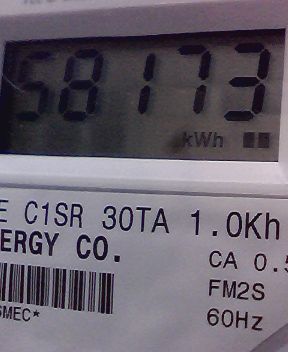 58173
kWh
E C1SR 30TA 1.0Kh
ERGY CO.
CA 0.5
FM2S
60Hz
SMEC*